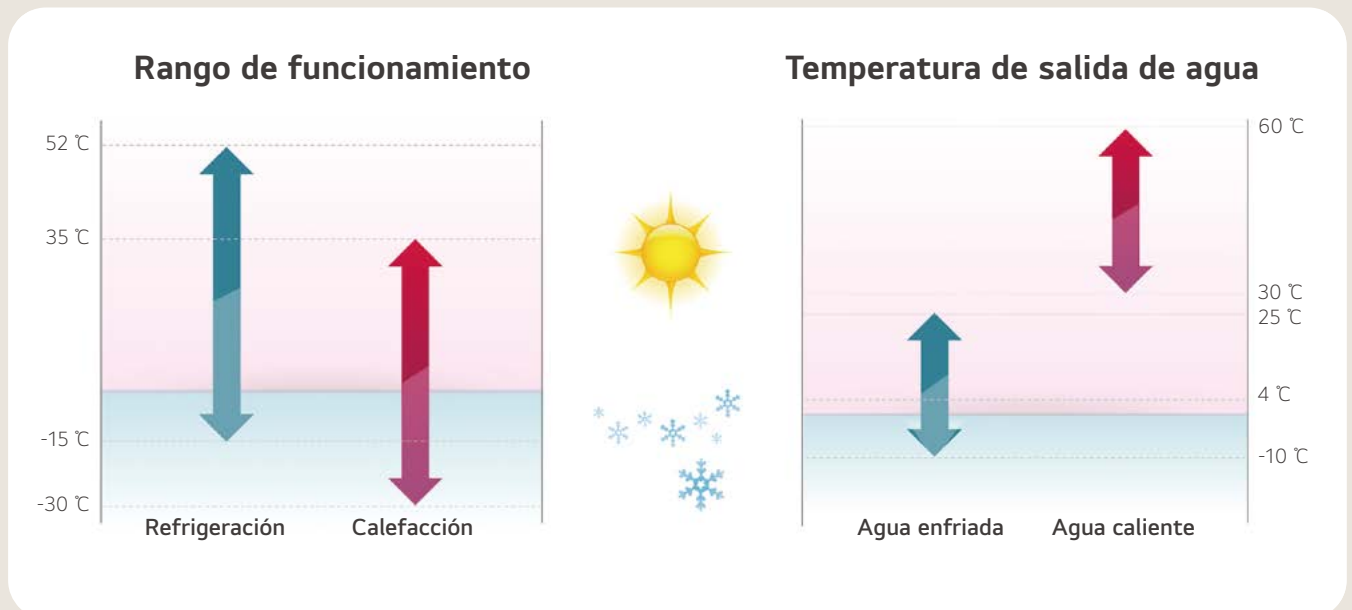 Rango de funcionamiento
52 ℃
35 ℃
-15 ℃
-30 ℃
Refrigeración
Calefacción
Temperatura de salida de agua
60 ℃
30 ℃
25 ℃
4 ℃
-10 ℃
Agua enfriada
Agua caliente